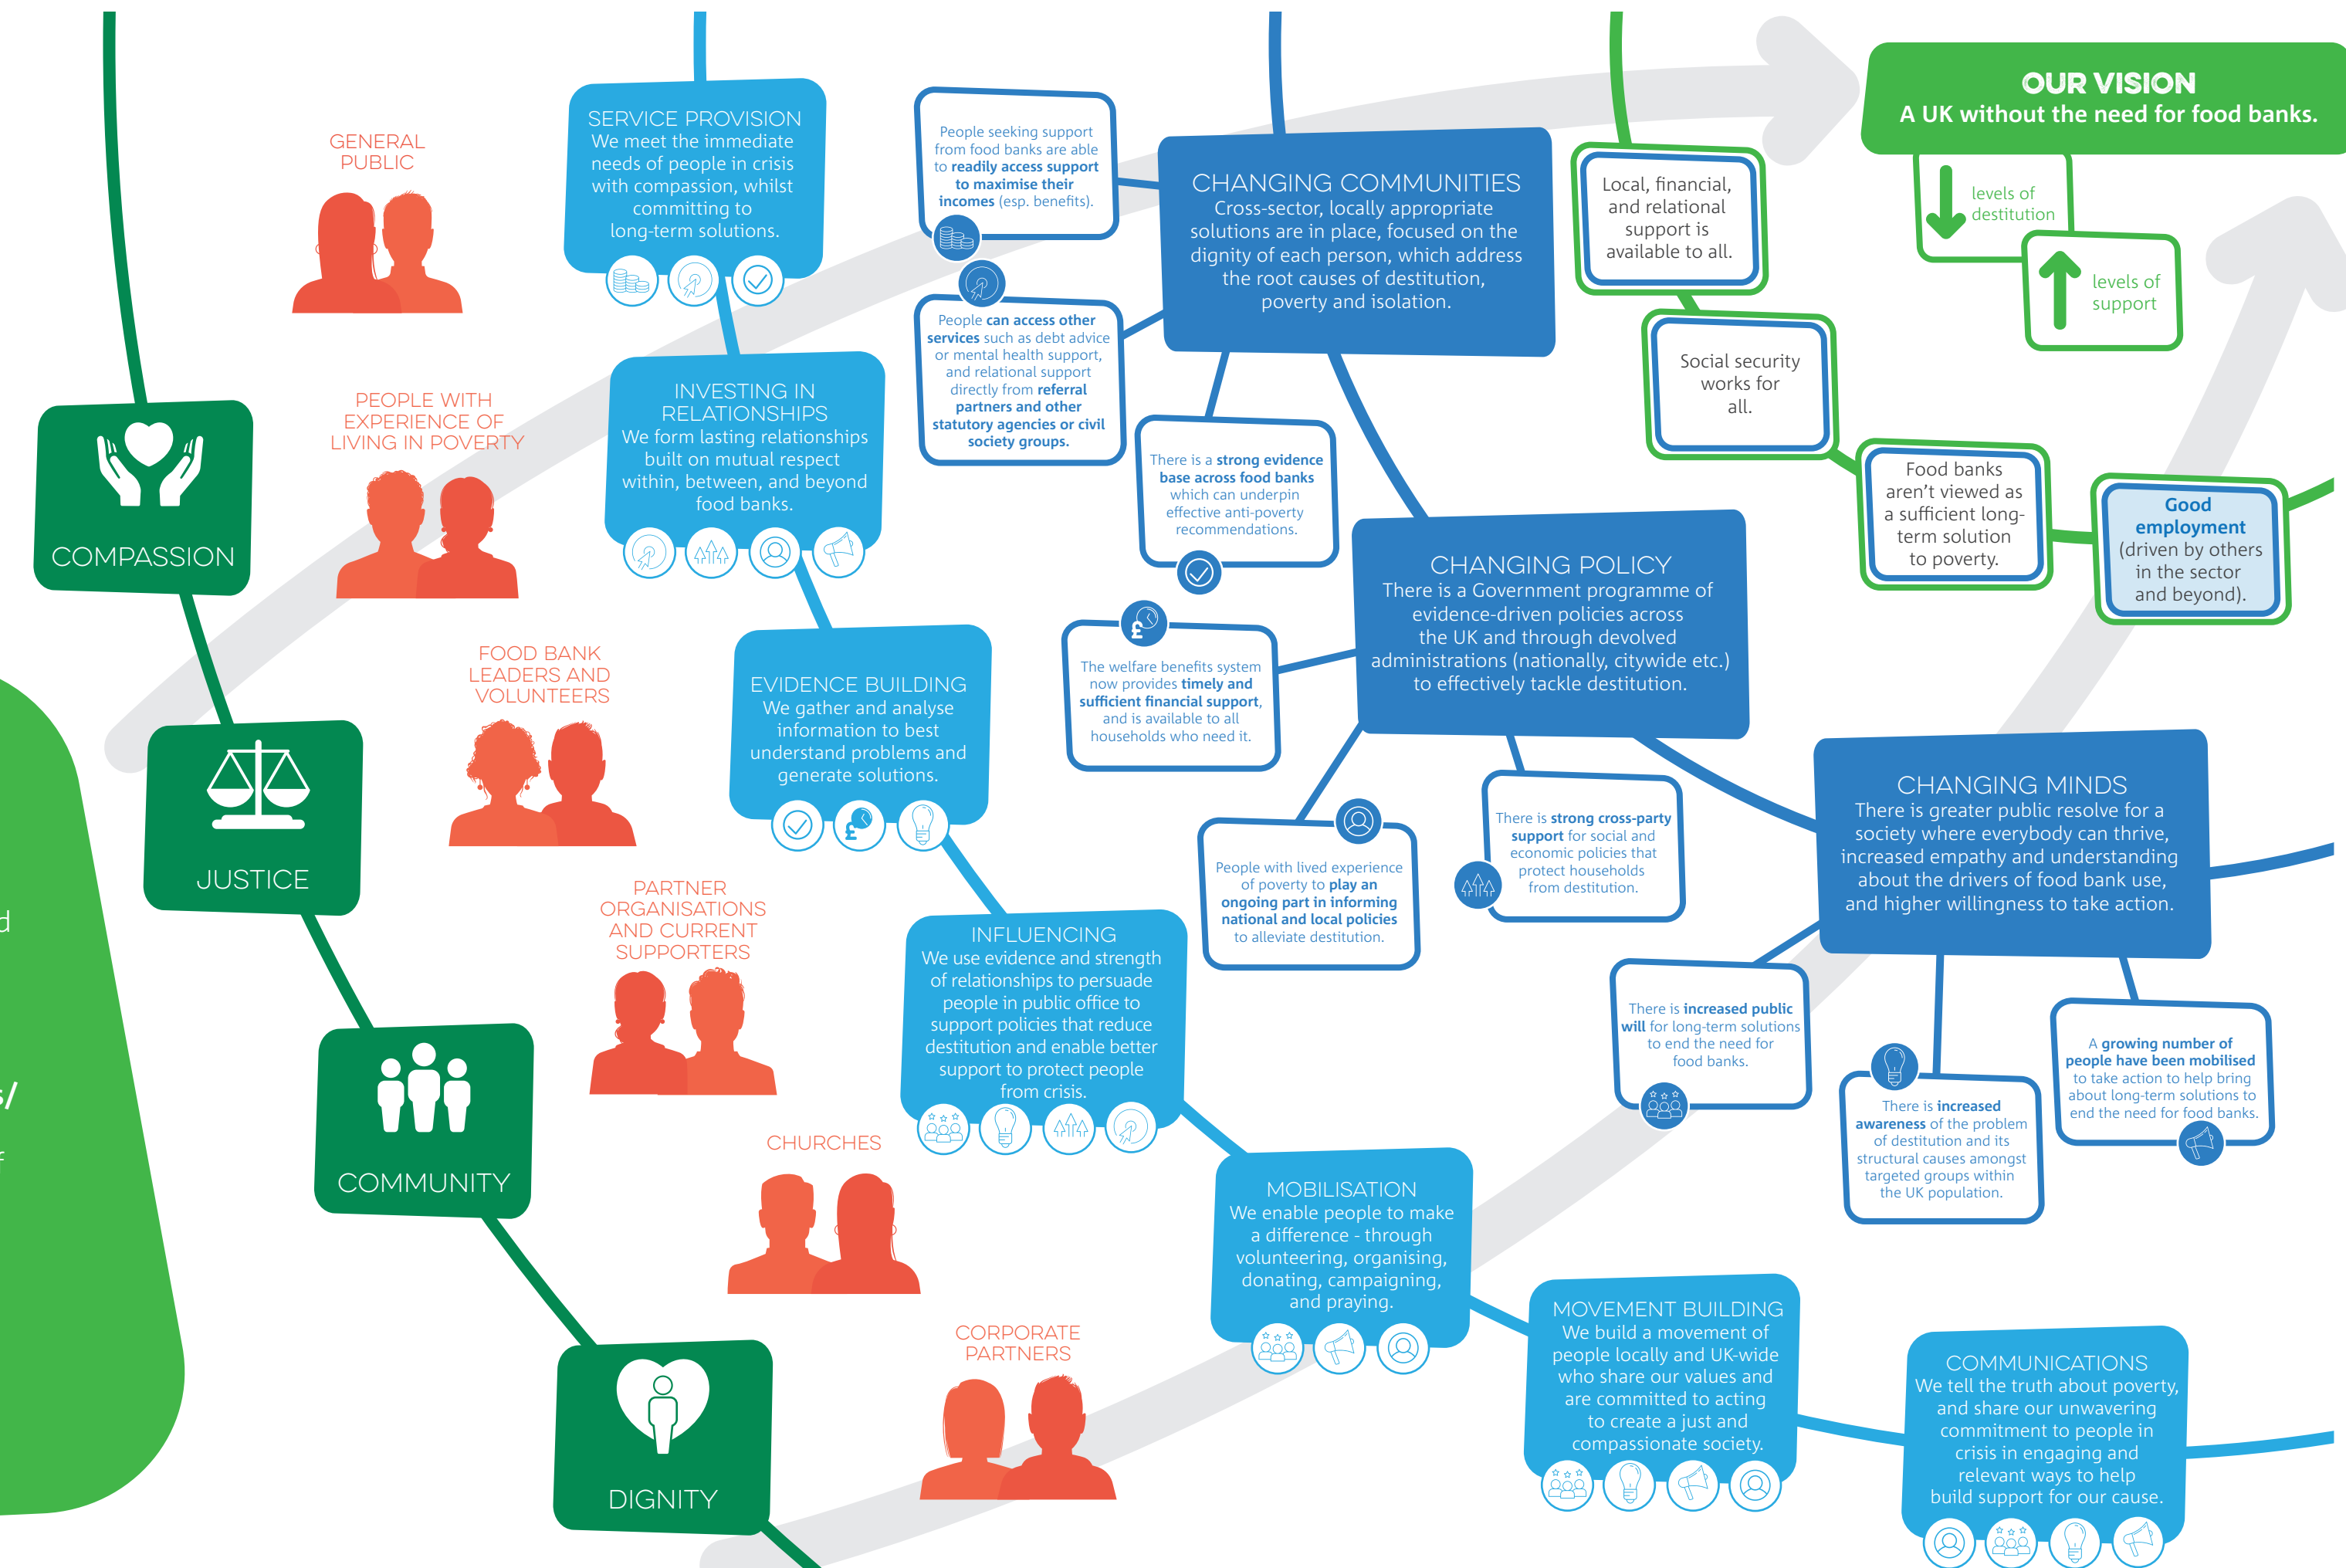 COMPASSION
JUSTICE
COMMUNITY
DIGNITY
d
s/
f
GENERAL
PUBLIC
PEOPLE WITH
EXPERIENCE OF
LIVING IN POVERTY
FOOD BANK
LEADERS AND
VOLUNTEERS
PARTNER
ORGANISATIONS
AND CURRENT
SUPPORTERS
CHURCHES
CORPORATE
PARTNERS
SERVICE PROVISION
We meet the immediate
needs of people in crisis
with compassion, whilst
committing to
long-term solutions.
INVESTING IN
RELATIONSHIPS
We form lasting relationships
built on mutual respect
within, between, and beyond
food banks.
EVIDENCE BUILDING
We gather and analyse
information to best
understand problems and
generate solutions.
£
INFLUENCING
We use evidence and strength
of relationships to persuade
people in public office to
support policies that reduce
destitution and enable better
support to protect people
from crisis.
MOBILISATION
We enable people to make
a difference - through
volunteering, organising,
donating, campaigning,
and praying.
MOVEMENT BUILDING
We build a movement of
people locally and UK-wide
who share our values and
are committed to acting
to create a just and
compassionate society.
COMMUNICATIONS
We tell the truth about poverty,
and share our unwavering
commitment to people in
crisis in engaging and
relevant ways to help
build support for our cause.
People seeking support
from food banks are able
to readily access support
to maximise their
incomes (esp. benefits).
People can access other
services such as debt advice
or mental health support,
and relational support
directly from referral
partners and other
statutory agencies or civil
society groups.
CHANGING COMMUNITIES
Cross-sector, locally appropriate
solutions are in place, focused on the
dignity of each person, which address
the root causes of destitution,
poverty and isolation.
There is a strong evidence
base across food banks
which can underpin
effective anti-poverty
recommendations.
CHANGING POLICY
There is a Government programme of
evidence-driven policies across
the UK and through devolved
administrations (nationally, citywide etc.)
to effectively tackle destitution.
£
The welfare benefits system
now provides timely and
sufficient financial support,
and is available to all
households who need it.
People with lived experience
of poverty to play an
ongoing part in informing
national and local policies
to alleviate destitution.
There is strong cross-party
support for social and
economic policies that
protect households
from destitution.
CHANGING MINDS
There is greater public resolve for a
society where everybody can thrive,
increased empathy and understanding
about the drivers of food bank use,
and higher willingness to take action.
There is increased public
will for long-term solutions
to end the need for
food banks.
There is increased
awareness of the problem
of destitution and its
structural causes amongst
targeted groups within
the UK population.
A growing number of
people have been mobilised
to take action to help bring
about long-term solutions to
end the need for food banks.
Local, financial,
and relational
support is
available to all.
Social security
works for
all.
Food banks
aren't viewed as
a sufficient long-
term solution
to poverty.
Good
employment
(driven by others
in the sector
and beyond).
OUR VISION
A UK without the need for food banks.
levels of
destitution
levels of
support